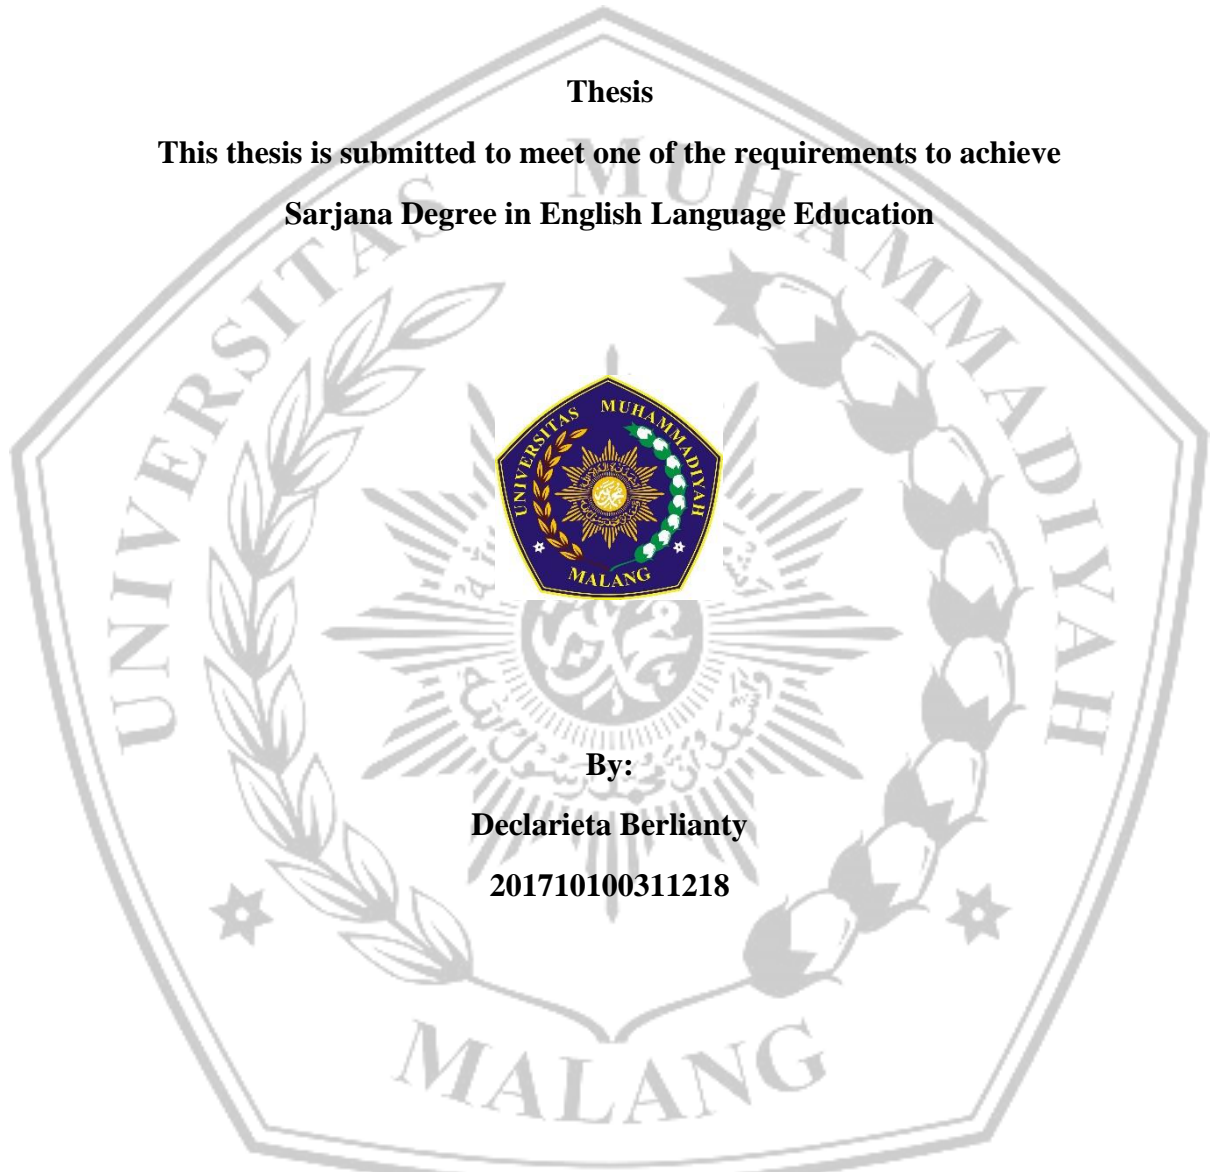 Thesis
This thesis is submitted to meet one of the requirements to achieve
Sarjana Degree in English Language Education
UNIVERSITAS MUHAMMADIYAH
MALANG
By:
Declarieta Berlianty
201710100311218
UNIVERSITAS MUHAMMADIYAH
MALANG